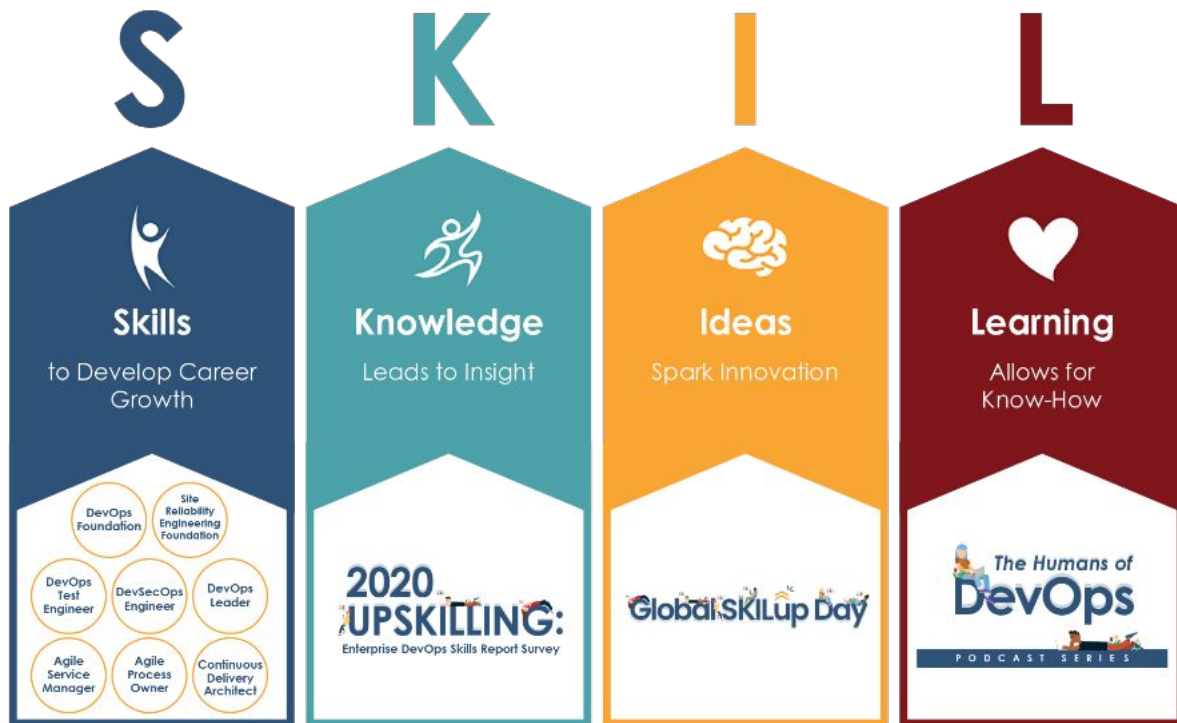 S
K
I
L
Skills
to Develop Career
Growth
DevOps
Foundation
Site
Reliability
Engineering
Foundation
DevOps
Test
Engineer
DevSecOps
Engineer
DevOps
Leader
Agile
Service
Manager
Agile
Process
Owner
Continuous
Delivery
Architect
Knowledge
Leads to Insight
2020
UPSKILLING:
Enterprise DevOps Skills Report Survey
Ideas
Spark Innovation
Global SKILup Day
Learning
Allows for
Know-How
The Humans of
DevOps
PODCAST SERIES